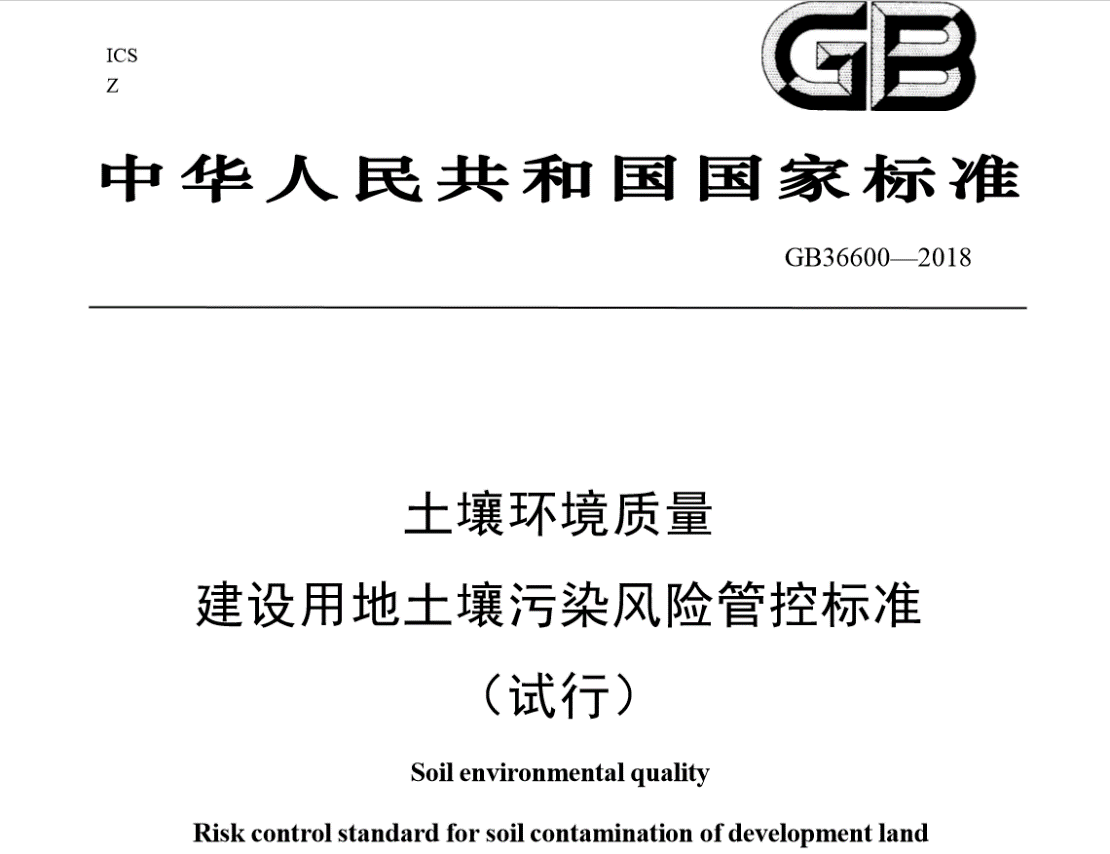 ICS
Z
GB
中华人民共和国国家标准
GB36600—2018
土壤环境质量
建设用地土壤污染风险管控标准
（试行）
Soil environmental quality
Risk control standard for soil contamination of development land